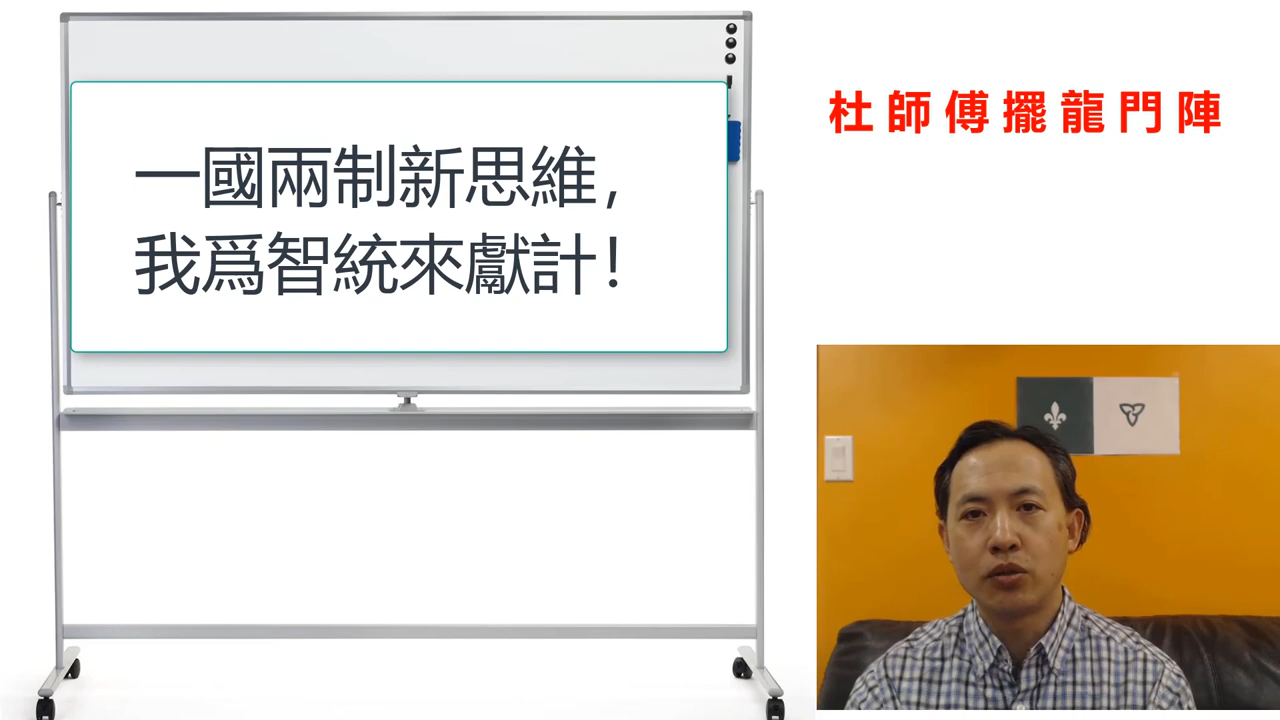 一國兩制新思維，
我爲智統來獻計！
杜師傅擺龍門陣